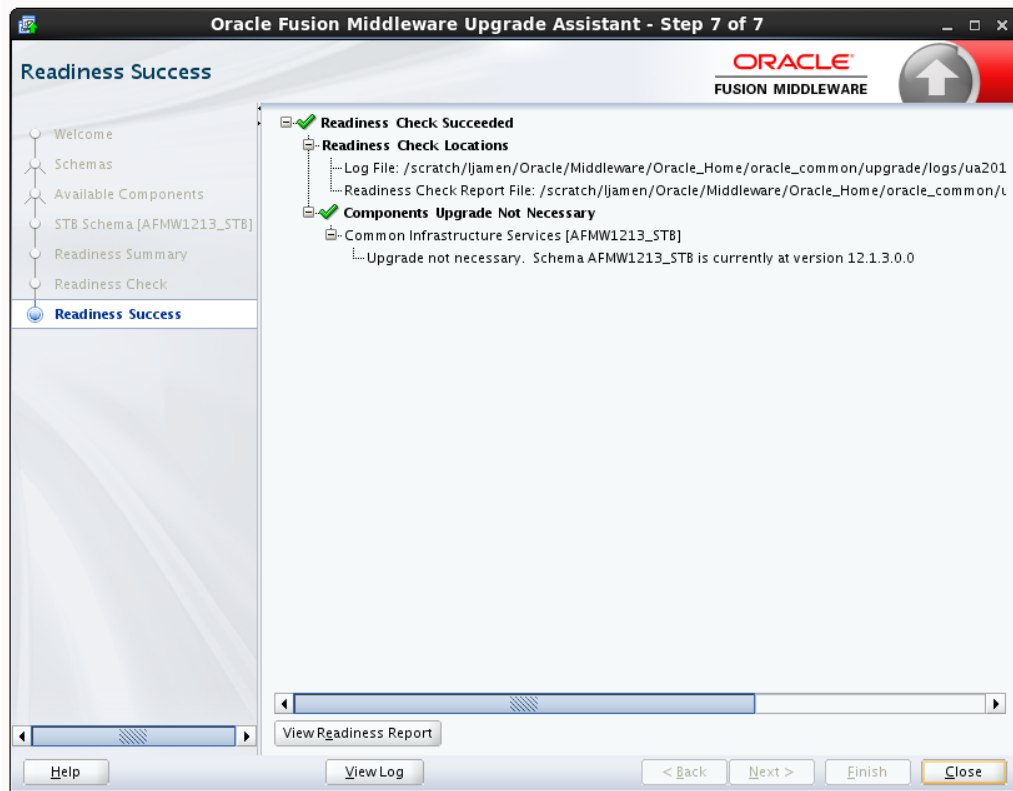 Oracle Fusion Middleware Upgrade Assistant - Step 7 of 7
Readiness Success
ORACLE
FUSION MIDDLEWARE
Welcome
Schemas
Available Components
STB Schema [AFMW1213_STB]
Readiness Summary
Readiness Check
Readiness Success
Readiness Check Succeeded
Readiness Check Locations
Log File: /scratch/ljamen/Oracle/Middleware/Oracle_Home/oracle_common/upgrade/logs/ua201
Readiness Check Report File: /scratch/ljamen/Oracle/Middleware/Oracle_Home/oracle_common/u
Components Upgrade Not Necessary
Common Infrastructure Services [AFMW1213_STB]
Upgrade not necessary. Schema AFMW1213_STB is currently at version 12.1.3.0.0
View Readiness Report
Help
View Log
< Back
Next >
Finish
Close